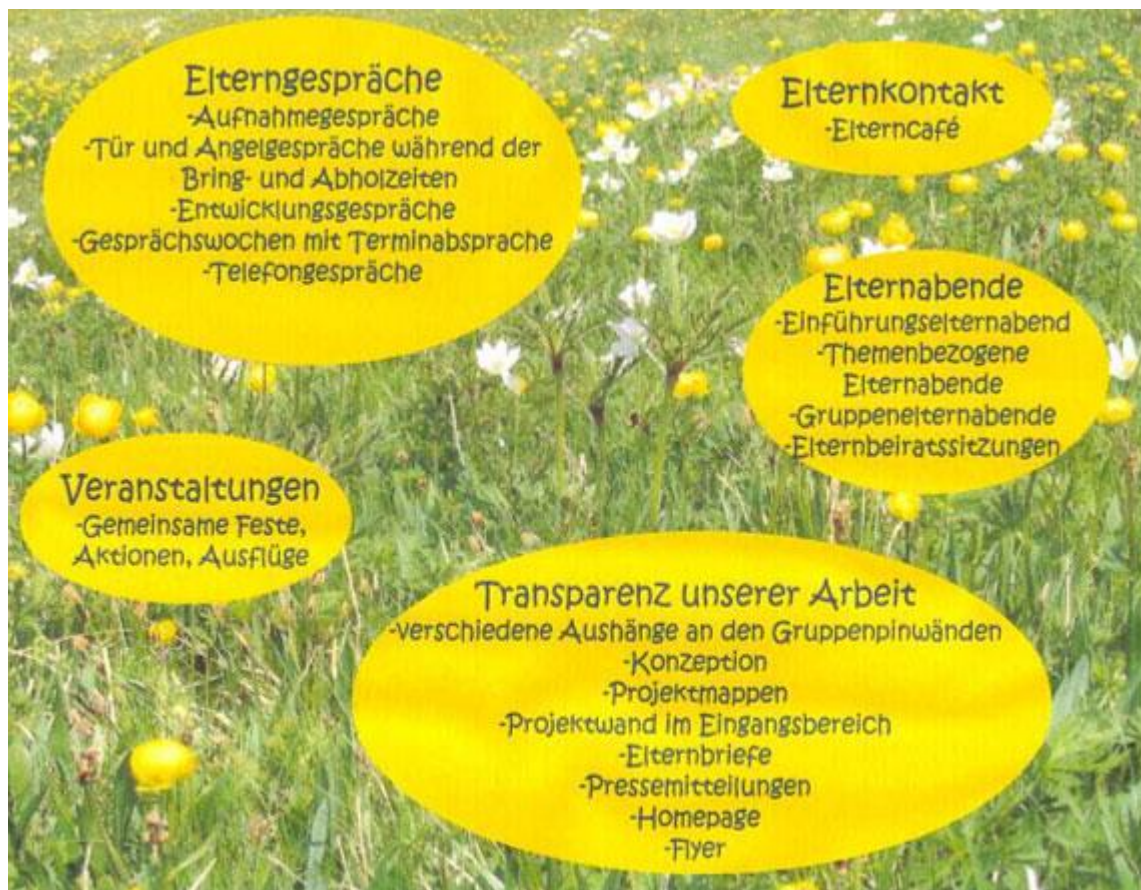 Elterngespräche
-Aufnahmegespräche
-Tür und Angelgespräche während der
Bring- und Abholzeiten
-Entwicklungsgespräche
-Gesprächswochen mit Terminabsprache
-Telefongespräche
Elternkontakt
-Elterncafé
Elternabende
-Einführungselternabend
-Themenbezogene
Elternabende
-Gruppenelternabende
-Elternbeiratssitzungen
Veranstaltungen
-Gemeinsame Feste,
Aktionen, Ausflüge
Transparenz unserer Arbeit
-verschiedene Aushänge an den Gruppenpinwänden
-Konzeption
-Projektmappen
-Projektwand im Eingangsbereich
-Elternbriefe
-Pressemitteilungen
-Homepage
-Flyer